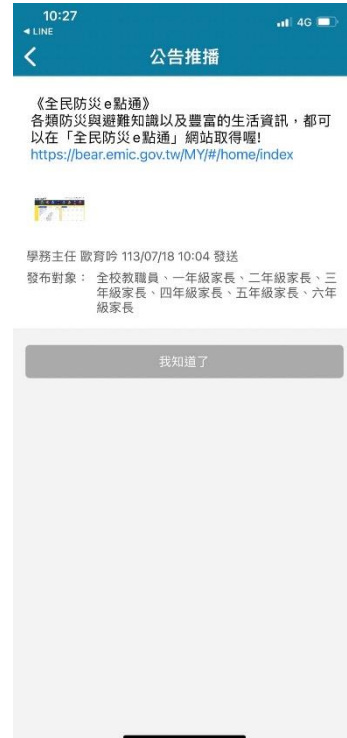 10:27
4G
◀ LINE
公告推播
《全民防災e點通》
各類防災與避難知識以及豐富的生活資訊，都可
以在「全民防災e點通」網站取得喔!
https://bear.emic.gov.tw/MY/#/home/index
學務主任 歐育吟 113/07/18 10:04 發送
發布對象： 全校教職員、一年級家長、二年級家長、三
年級家長、四年級家長、五年級家長、六年
級家長
我知道了